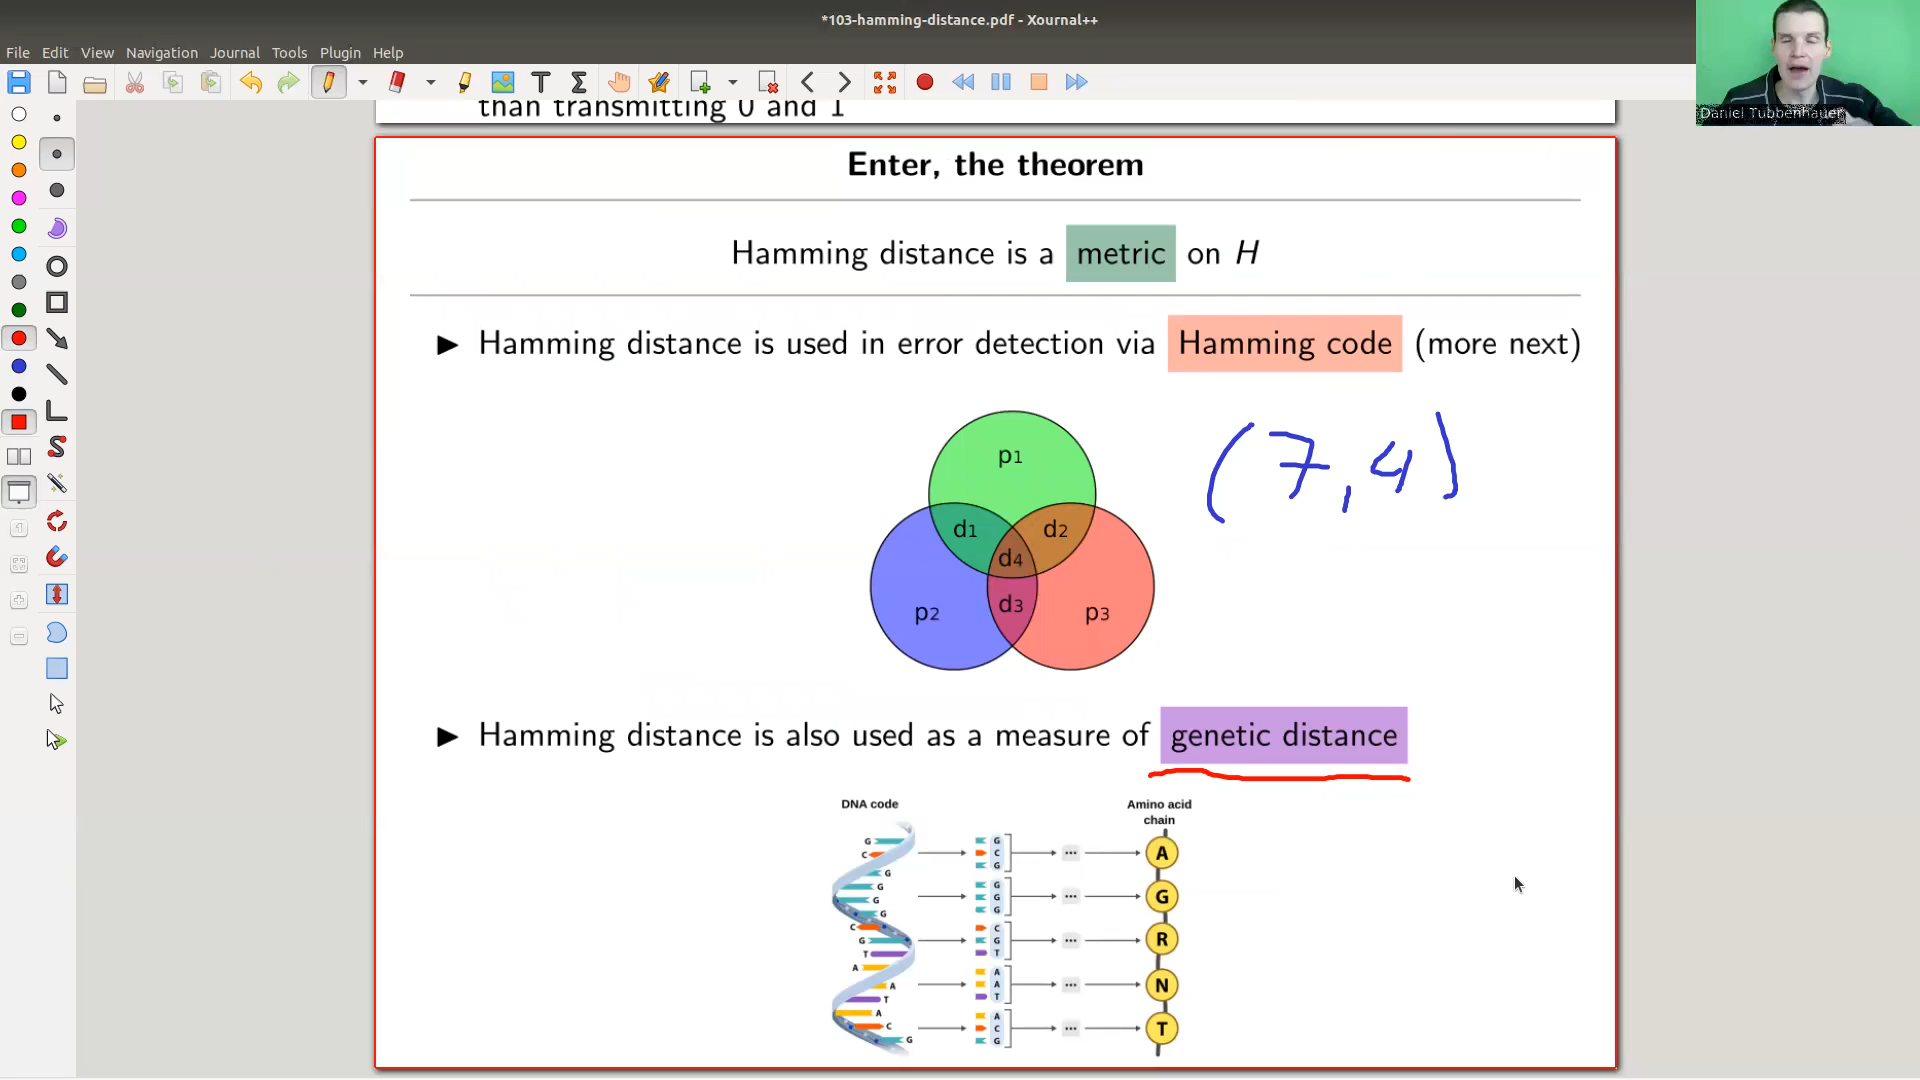 *103-hamming-distance.pdf - Xournal++
File Edit View Navigation Journal Tools Plugin Help
Daniel Tubbenhauer
than transmitting 0 and 1
Enter, the theorem
Hamming distance is a metric on H
▶ Hamming distance is used in error detection via Hamming code (more next)
(7,4)
p1
d1 d2
d4
d3
p2 p3
▶ Hamming distance is also used as a measure of genetic distance
DNA code
Amino acid
chain
G
C
G
G
G
G
C
G
T
A
A
T
A
C
G
G
C
G
...
A
G
G
G
...
G
C
G
T
...
R
A
A
T
...
N
A
C
G
...
T